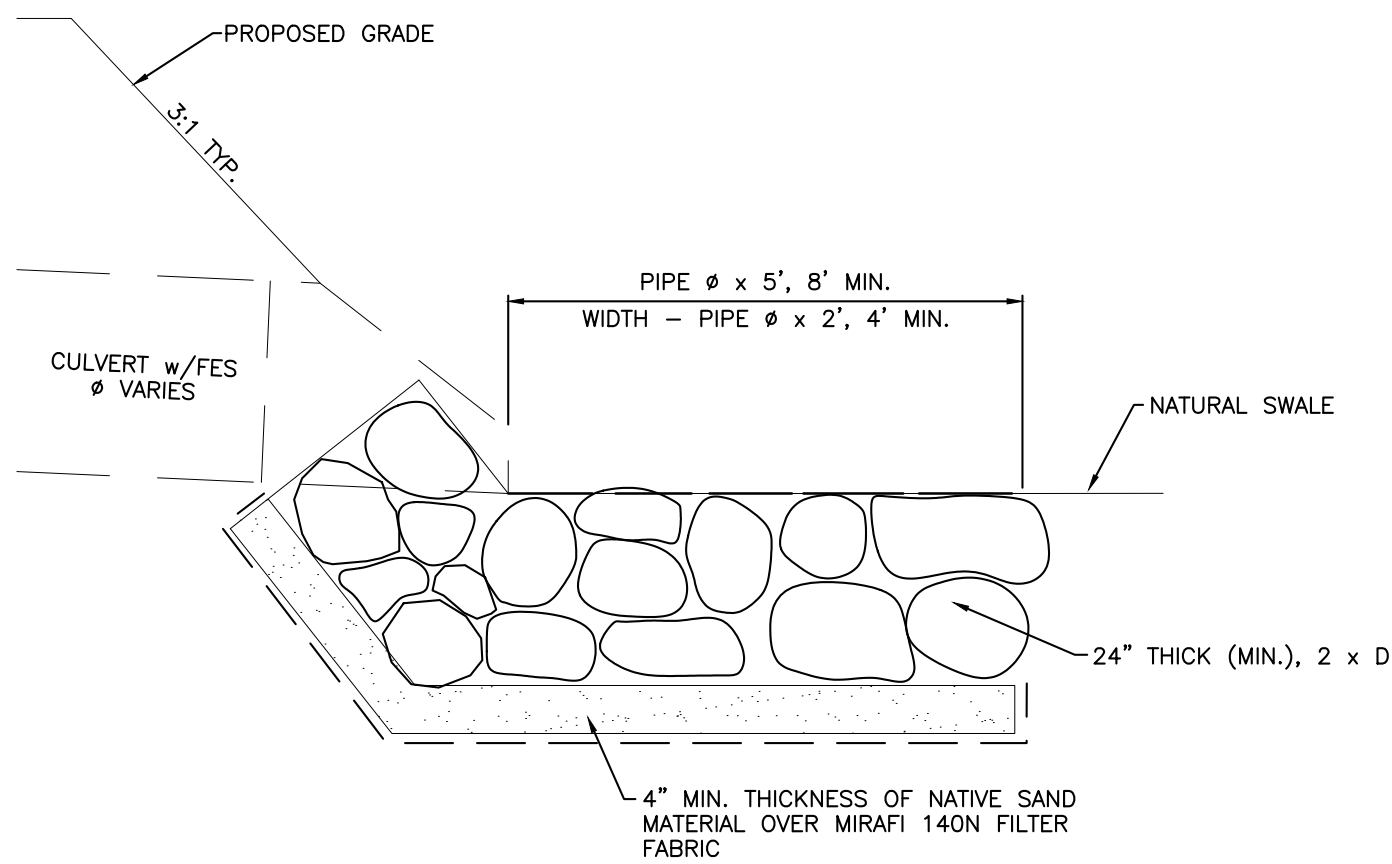 PROPOSED GRADE
3:1 TYP.
PIPE ø x 5', 8' MIN.
WIDTH – PIPE ø x 2', 4' MIN.
CULVERT w/FES
ø VARIES
NATURAL SWALE
24" THICK (MIN.), 2 x D
4" MIN. THICKNESS OF NATIVE SAND
MATERIAL OVER MIRAFI 140N FILTER
FABRIC